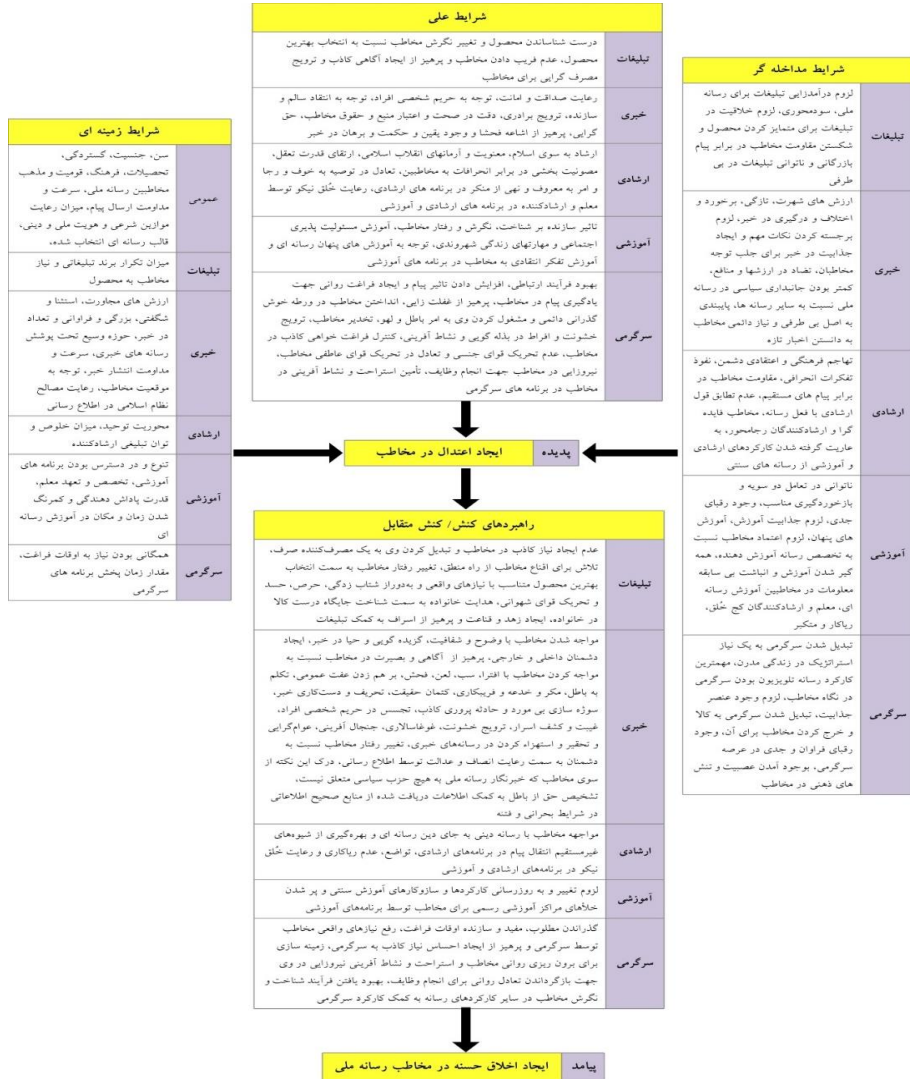 شرایط علی
تبلیغات
درست شناساندن محصول و تغییر نگرش مخاطب نسبت به انتخاب بهترین
محصول، عدم فریب دادن مخاطب و پرهیز از ایجاد آگاهی کاذب و ترویج
مصرف گرایی برای مخاطب
خبری
رعایت صداقت و امانت، توجه به حریم شخصی افراد، توجه به انتقاد سالم و
سازنده، ترویج برادری، دقت در صحت و اعتبار منبع و حقوق مخاطب، حق
گرایی، پرهیز از اشاعه فحشا و وجود یقین و حکمت و برهان در خبر
ارشادی
ارشاد به سوی اسلام، معنویت و آرمانهای انقلاب اسلامی، ارتقای قدرت تعقل،
مصونیت بخشی در برابر انحرافات به مخاطبین، تعادل در توصیه به خوف و رجا
و امر به معروف و نهی از منکر در برنامه های ارشادی، رعایت خُلق نیکو توسط
معلم و ارشادکننده در برنامه های ارشادی و آموزشی
آموزشی
تاثیر سازنده بر شناخت، نگرش و رفتار مخاطب، آموزش مسئولیت پذیری
اجتماعی و مهارتهای زندگی شهروندی، توجه به آموزش های پنهان رسانه ای و
آموزش تفکر انتقادی به مخاطب در برنامه های آموزشی
سرگرمی
بهبود فرآیند ارتباطی، افزایش دادن تاثیر پیام و ایجاد فراغت روانی جهت
یادگیری پیام در مخاطب، پرهیز از غفلت زایی، انداختن مخاطب در ورطه خوش
گذرانی دائمی و مشغول کردن وی به امر باطل و لهو، تخدیر مخاطب، ترویج
خشونت و افراط در بذله گویی و نشاط آفرینی، کنترل فراغت خواهی کاذب در
مخاطب، عدم تحریک قوای جنسی و تعادل در تحریک قوای عاطفی مخاطب،
نیروزایی در مخاطب جهت انجام وظایف، تأمین استراحت و نشاط آفرینی در
مخاطب در برنامه های سرگرمی
شرایط مداخله گر
تبلیغات
لزوم درآمدزایی تبلیغات برای رسانه
ملی، سودمحوری، لزوم خلاقیت در
تبلیغات برای متمایز کردن محصول و
شکستن مقاومت مخاطب در برابر پیام
بازرگانی و ناتوانی تبلیغات در بی
طرفی
خبری
ارزش های شهرت، تازگی، برخورد و
اختلاف و درگیری در خبر، لزوم
برجسته کردن نکات مهم و ایجاد
جذابیت در خبر برای جلب توجه
مخاطبان، تضاد در ارزشها و منافع،
کمتر بودن جانبداری سیاسی در رسانه
ملی نسبت به سایر رسانه ها، پایبندی
به اصل بی طرفی و نیاز دائمی مخاطب
به دانستن اخبار تازه
ارشادی
تهاجم فرهنگی و اعتقادی دشمن، نفوذ
تفکرات انحرافی، مقاومت مخاطب در
برابر پیام های مستقیم، عدم تطابق قول
ارشادی با فعل رسانه، مخاطب فایده
گرا و ارشادکنندگان رجامحور، به
عاریت گرفته شدن کارکردهای ارشادی
و آموزشی از رسانه های سنتی
آموزشی
ناتوانی در تعامل دو سویه و
بازخوردگیری مناسب، وجود رقبای
جدی، لزوم جذابیت آموزش، آموزش
های پنهان، لزوم اعتماد مخاطب نسبت
به تخصص رسانه آموزش دهنده، همه
گیر شدن آموزش و انباشت بی سابقه
معلومات در مخاطبین آموزش رسانه
ای، معلم و ارشادکنندگان کج خُلق،
ریاکار و متکبر
سرگرمی
تبدیل شدن سرگرمی به یک نیاز
استراتژیک در زندگی مدرن، مهمترین
کارکرد رسانه تلویزیون بودن سرگرمی
در نگاه مخاطب، لزوم وجود عنصر
جذابیت، تبدیل شدن سرگرمی به کالا
و خرج کردن مخاطب برای آن، وجود
رقبای فراوان و جدی در عرصه
سرگرمی، بوجود آمدن عصبیت و تنش
های ذهنی در مخاطب
شرایط زمینه ای
عمومی
سن، جنسیت، گستردگی،
تحصیلات، فرهنگ، قومیت و مذهب
مخاطبین رسانه ملی، سرعت و
مداومت ارسال پیام، میزان رعایت
موازین شرعی و هویت ملی و دینی،
قالب رسانه ای انتخاب شده،
تبلیغات
میزان تکرار برند تبلیغاتی و نیاز
مخاطب به محصول
خبری
ارزش های مجاورت، استثنا و
شگفتی، بزرگی و فراوانی و تعداد
در خبر، حوزه وسیع تحت پوشش
رسانه های خبری، سرعت و
مداومت انتشار خبر، توجه به
موقعیت مخاطب، رعایت مصالح
نظام اسلامی در اطلاع رسانی
ارشادی
محوریت توحید، میزان خلوص و
توان تبلیغی ارشادکننده
آموزشی
تنوع و در دسترس بودن برنامه های
آموزشی، تخصص و تعهد معلم،
قدرت پاداش دهندگی و کمرنگ
شدن زمان و مکان در آموزش رسانه
ای
سرگرمی
همگانی بودن نیاز به اوقات فراغت،
مقدار زمان پخش برنامه های
سرگرمی
پدیده
ایجاد اعتدال در مخاطب
راهبردهای کنش/ کنش متقابل
تبلیغات
عدم ایجاد نیاز کاذب در مخاطب و تبدیل کردن وی به یک مصرف‌کننده صرف،
تلاش برای اقناع مخاطب از راه منطق، تغییر رفتار مخاطب به سمت انتخاب
بهترین محصول متناسب با نیازهای واقعی و به‌دوراز شتاب زدگی، حرص، حسد
و تحریک قوای شهوانی، هدایت خانواده به سمت شناخت جایگاه درست کالا
در خانواده، ایجاد زهد و قناعت و پرهیز از اسراف به کمک تبلیغات
خبری
مواجه شدن مخاطب با وضوح و شفافیت، گزیده گویی و حیا در خبر، ایجاد
آگاهی و بصیرت در مخاطب نسبت به دشمنان داخلی و خارجی، پرهیز از
مواجه کردن مخاطب با افترا، سب، لعن، فحش، بر هم زدن عفت عمومی، تکلم
به باطل، مکر و خدعه و فریبکاری، کتمان حقیقت، تحریف و دست‌کاری خبر،
سوژه سازی بی مورد و حادثه پروری کاذب، تجسس در حریم شخصی افراد،
غیبت و کشف اسرار، ترویج خشونت، غوغاسالاری، جنجال آفرینی، عوام‌گرایی
و تحقیر و استهزاء کردن در رسانه‌های خبری، تغییر رفتار مخاطب نسبت به
دشمنان به سمت رعایت انصاف و عدالت توسط اطلاع رسانی، درک این نکته از
سوی مخاطب که خبرنگار رسانه ملی به هیچ حزب سیاسی متعلق نیست،
تشخیص حق از باطل به کمک اطلاعات دریافت شده از منابع صحیح اطلاعاتی
در شرایط بحرانی و فتنه
ارشادی
مواجهه مخاطب با رسانه دینی به جای دین رسانه ای و بهره‌گیری از شیوه‌های
غیرمستقیم انتقال پیام در برنامه‌های ارشادی، تواضع، عدم ریاکاری و رعایت خُلق
نیکو در برنامه‌های ارشادی و آموزشی
آموزشی
لزوم تغییر و به روزرسانی کارکردها و سازوکارهای آموزش سنتی و پر شدن
خلأهای مراکز آموزشی رسمی برای مخاطب توسط برنامه‌های آموزشی
سرگرمی
گذراندن مطلوب، مفید و سازنده اوقات فراغت، رفع نیازهای واقعی مخاطب
توسط سرگرمی و پرهیز از ایجاد احساس نیاز کاذب به سرگرمی، زمینه سازی
برای برون ریزی روانی مخاطب و استراحت و نشاط آفرینی نیروزایی در وی
جهت بازگرداندن تعادل روانی برای انجام وظایف، بهبود یافتن فرآیند شناخت و
نگرش مخاطب در سایر کارکردهای رسانه به کمک کارکرد سرگرمی
پیامد
ایجاد اخلاق حسنه در مخاطب رسانه ملی